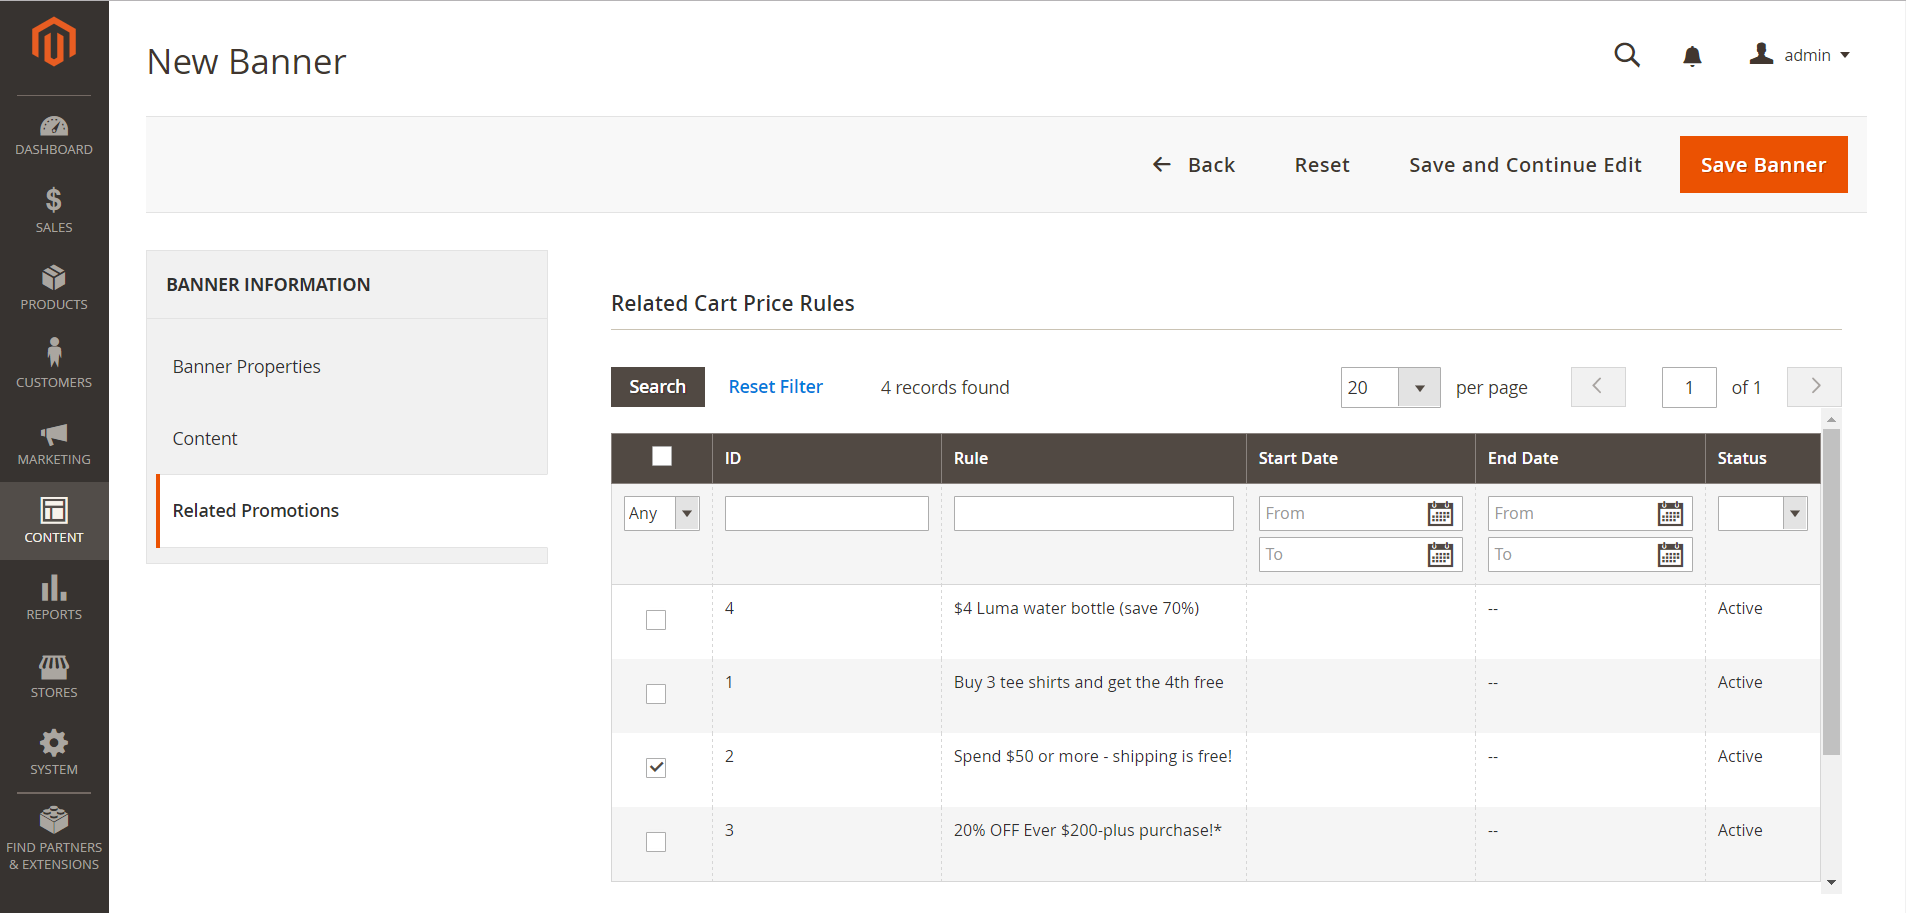 New Banner
admin
DASHBOARD
SALES
PRODUCTS
CUSTOMERS
MARKETING
CONTENT
REPORTS
STORES
SYSTEM
FIND PARTNERS
& EXTENSIONS
Back Reset Save and Continue Edit Save Banner
BANNER INFORMATION
Banner Properties
Content
Related Promotions
Related Cart Price Rules
Search Reset Filter 4 records found 20 per page 1 of 1
ID Rule Start Date End Date Status
Any From From
To To
4 $4 Luma water bottle (save 70%) -- Active
1 Buy 3 tee shirts and get the 4th free -- Active
2 Spend $50 or more - shipping is free! -- Active
3 20% OFF Ever $200-plus purchase!* -- Active